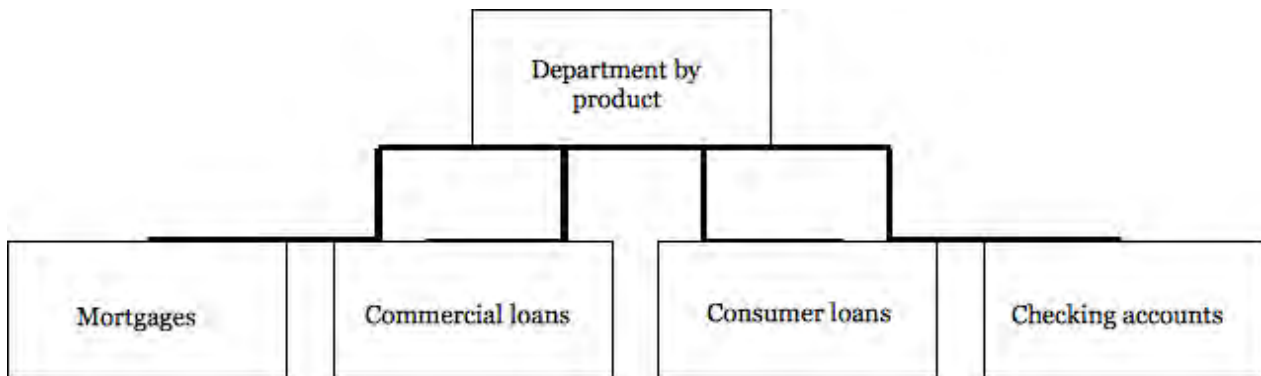 Department by
product
Mortgages
Commercial loans
Consumer loans
Checking accounts